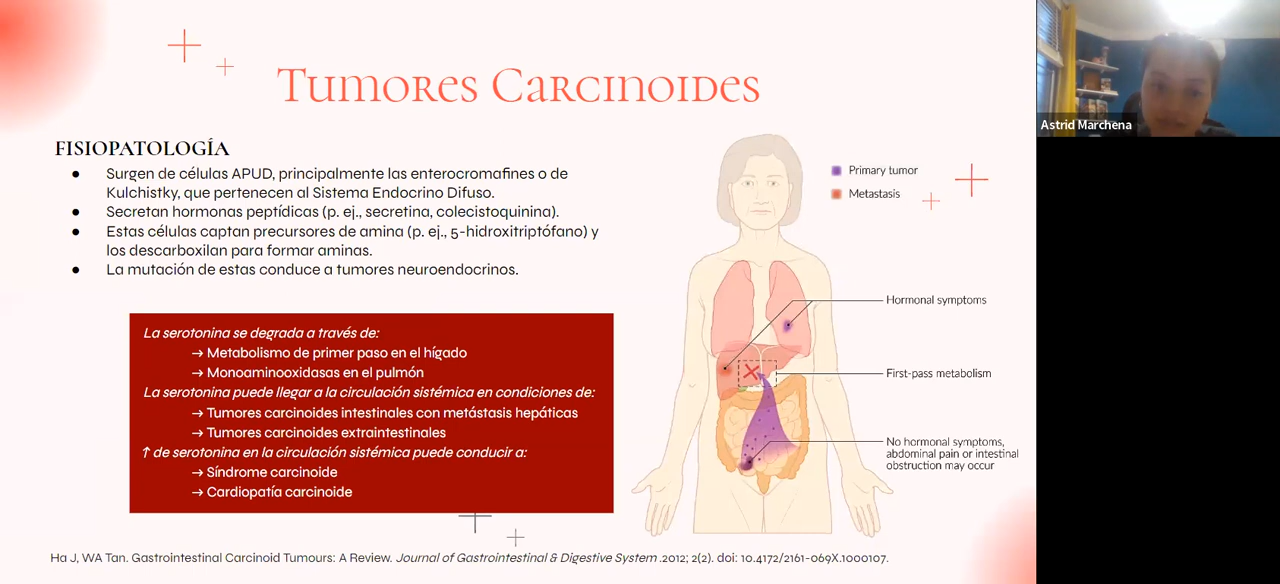 Tumores Carcinoides
FISIOPATOLOGÍA
● Surgen de células APUD, principalmente las enterocromafines o de
Kulchistky, que pertenecen al Sistema Endocrino Difuso.
● Secretan hormonas peptídicas (p. ej., secretina, colecistoquinina).
● Estas células captan precursores de amina (p. ej., 5-hidroxitriptófano) y
los descarboxilan para formar aminas.
● La mutación de estas conduce a tumores neuroendocrinos.
La serotonina se degrada a través de:
→ Metabolismo de primer paso en el hígado
→ Monoaminooxidasas en el pulmón
La serotonina puede llegar a la circulación sistémica en condiciones de:
→ Tumores carcinoides intestinales con metástasis hepáticas
→ Tumores carcinoides extraintestinales
↑ de serotonina en la circulación sistémica puede conducir a:
→ Síndrome carcinoide
→ Cardiopatía carcinoide
Primary tumor
Metastasis
Hormonal symptoms
First-pass metabolism
No hormonal symptoms,
abdominal pain or intestinal
obstruction may occur
Ha J, WA Tan. Gastrointestinal Carcinoid Tumours: A Review. Journal of Gastrointestinal & Digestive System .2012; 2(2). doi: 10.4172/2161-069X.1000107.
Astrid Marchena